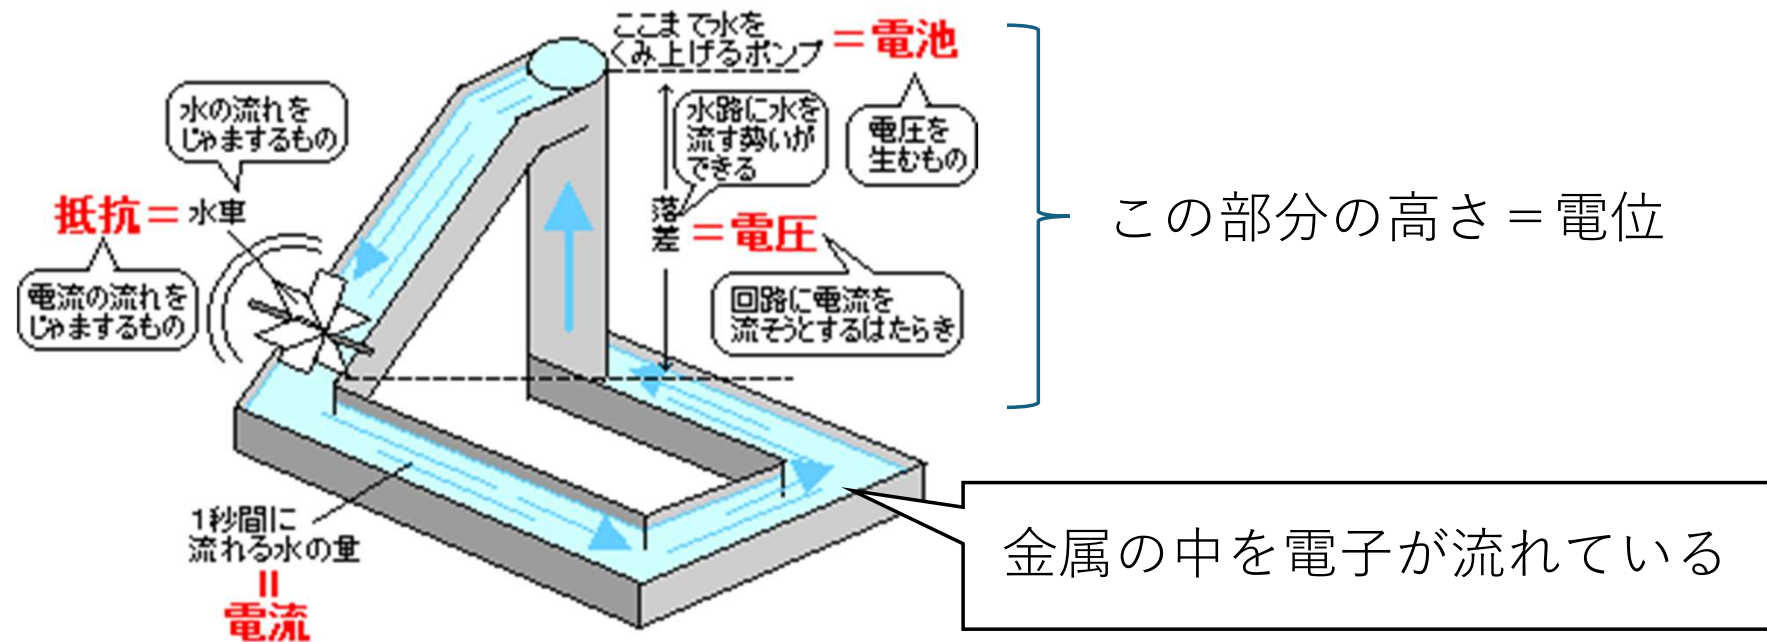 ここまで水を
くみ上げるポンプ
＝電池
電圧を
生むもの
水の流れを
じゃまするもの
抵抗＝水車
電流の流れを
じゃまするもの
水路に水を
流す勢いが
できる
落差
＝電圧
回路に電流を
流そうとするはたらき
この部分の高さ＝電位
1秒間に
流れる水の量
＝
電流
金属の中を電子が流れている